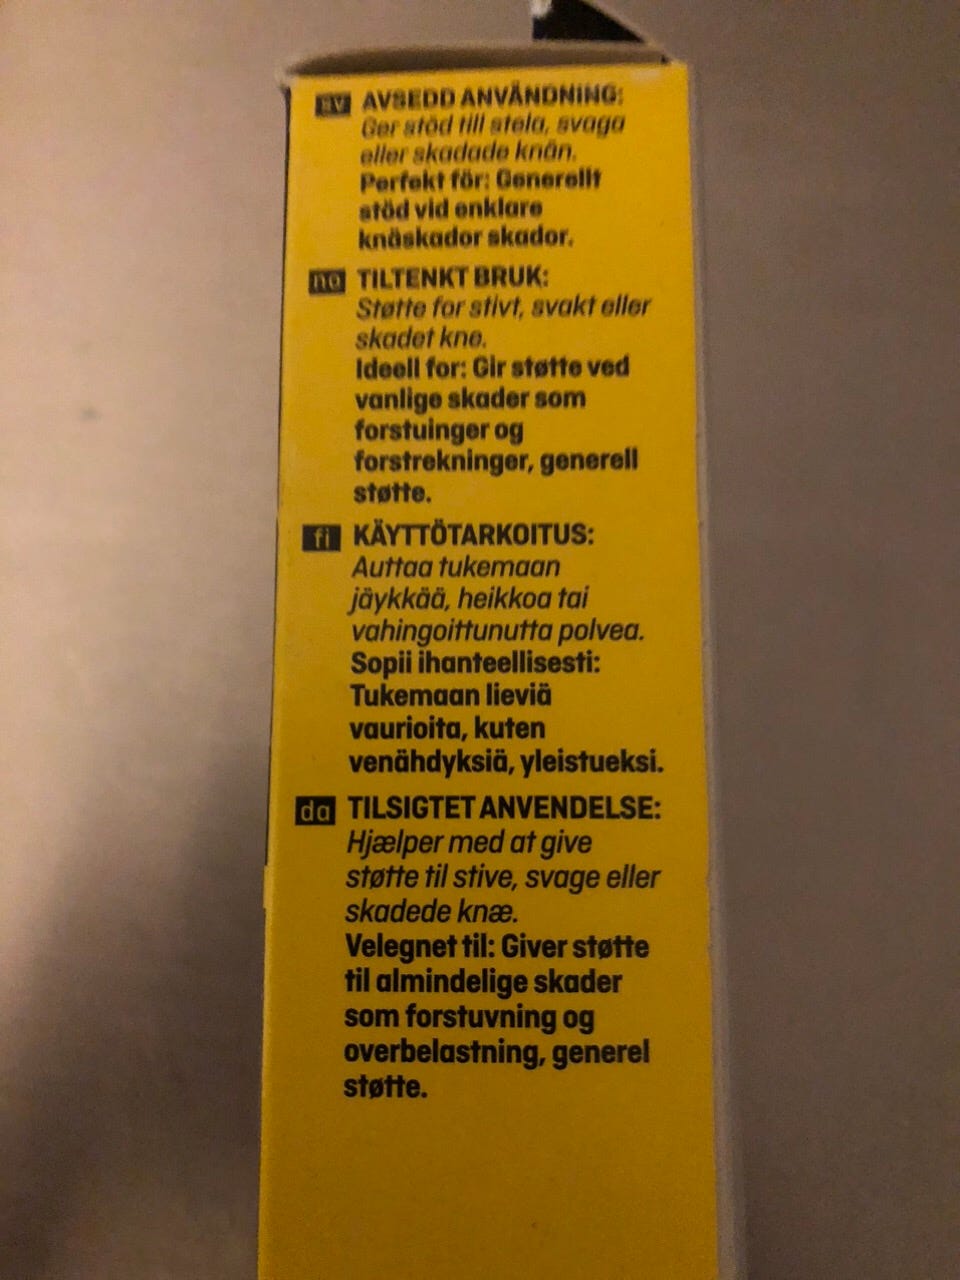 sv AVSEDD ANVÄNDNING:
Ger stöd till stela, svaga
eller skadade knän.
Perfekt för: Generellt
stöd vid enklare
knäskador skador.
no TILTENKT BRUK:
Støtte for stivt, svakt eller
skadet kne.
Ideell for: Gir støtte ved
vanlige skader som
forstuinger og
forstrekninger, generell
støtte.
fi KÄYTTÖTARKOITUS:
Auttaa tukemaan
jäykkää, heikkoa tai
vahingoittunutta polvea.
Sopii ihanteellisesti:
Tukemaan lieviä
vaurioita, kuten
venähdyksiä, yleistueksi.
da TILSIGTET ANVENDELSE:
Hjælper med at give
støtte til stive, svage eller
skadede knæ.
Velegnet til: Giver støtte
til almindelige skader
som forstuvning og
overbelastning, generel
støtte.